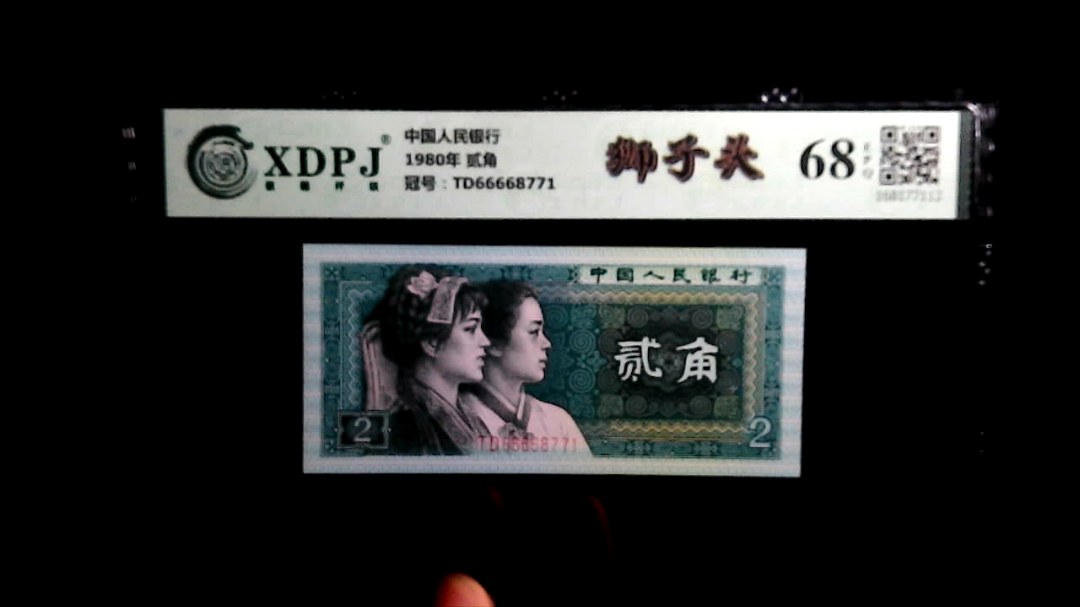 XDPJ®
中国人民银行
1980年 贰角
冠号：TD66668771
狮子头
68
EPQ
中国人民银行
贰角
2
2
TD66668771